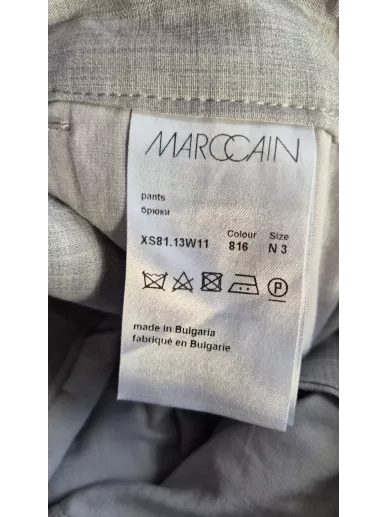 MARCCAIN
pants
брюки
Colour Size
XS81.13W11 816 N 3
P
made in Bulgaria
fabriqué en Bulgarie